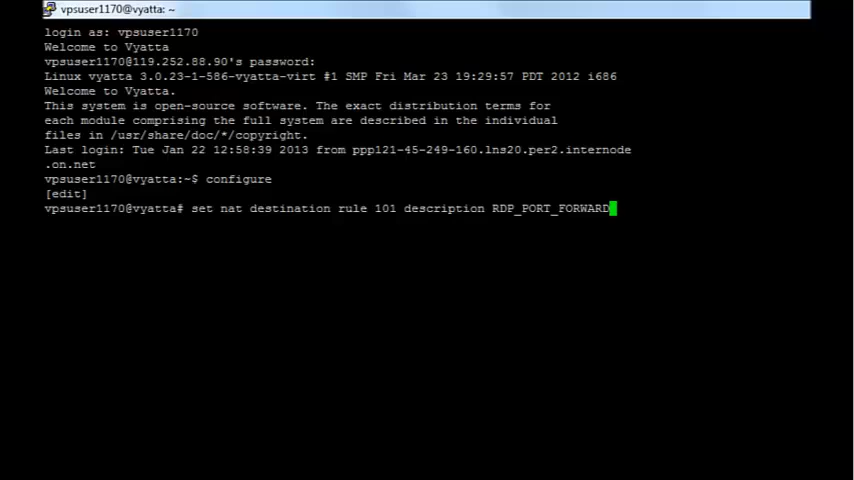 vpsuser1170@vyatta: ~
login as: vpsuser1170
Welcome to Vyatta
vpsuser1170@119.252.88.90's password:
Linux vyatta 3.0.23-1-586-vyatta-virt #1 SMP Fri Mar 23 19:29:57 PDT 2012 i686
Welcome to Vyatta.
This system is open-source software. The exact distribution terms for
each module comprising the full system are described in the individual
files in /usr/share/doc/*/copyright.
Last login: Tue Jan 22 12:58:39 2013 from ppp121-45-249-160.lns20.per2.internode
.on.net
vpsuser1170@vyatta:~$ configure
[edit]
vpsuser1170@vyatta# set nat destination rule 101 description RDP_PORT_FORWARD